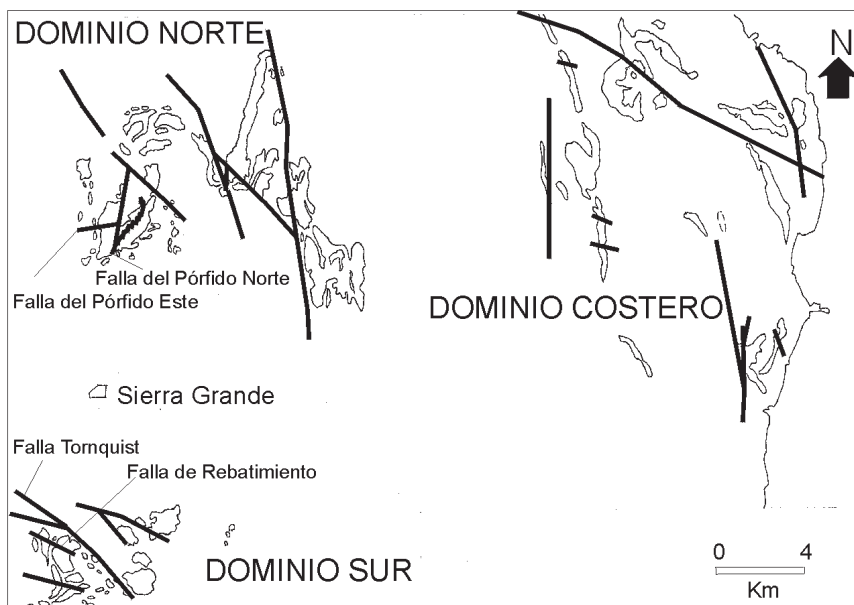 DOMINIO NORTE
N
Falla del Pórfido Norte
Falla del Pórfido Este
DOMINIO COSTERO
Sierra Grande
Falla Tornquist
Falla de Rebatimiento
DOMINIO SUR
0 4
Km